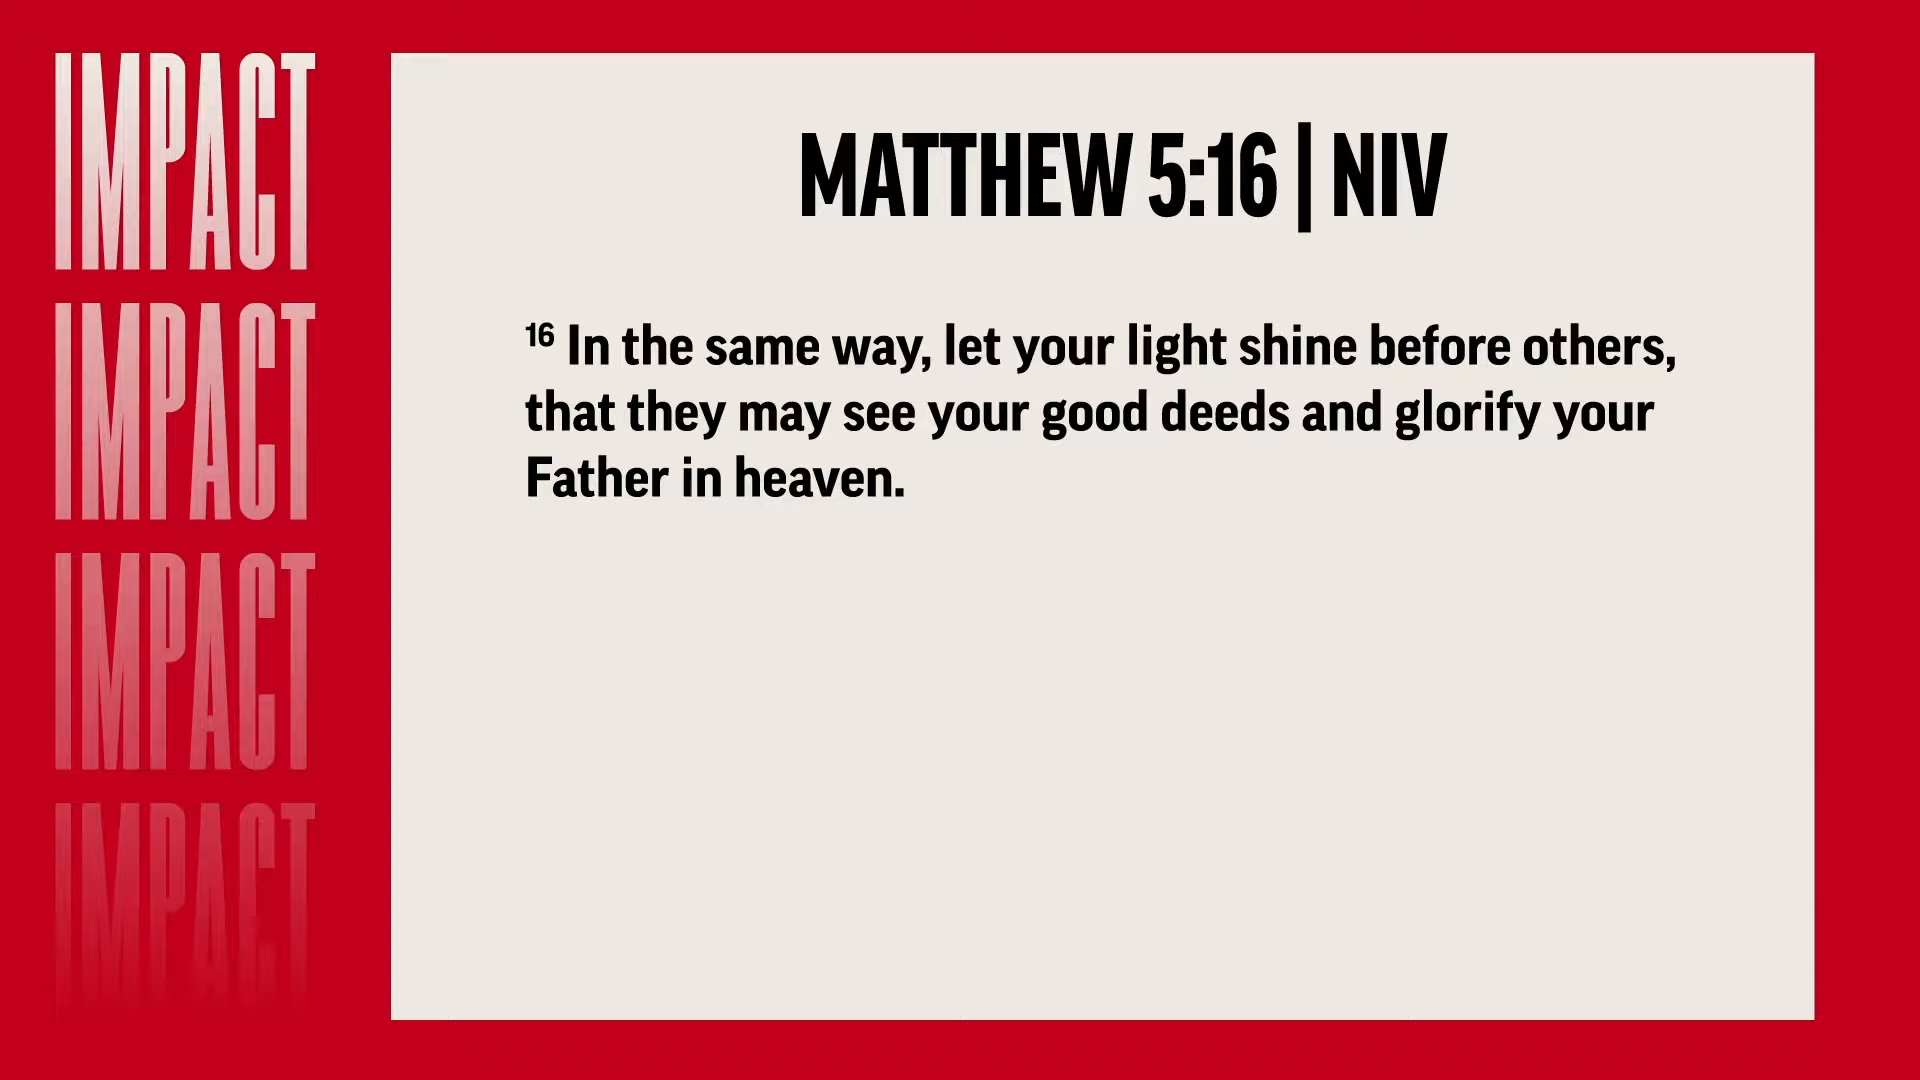 IMPACT
IMPACT
IMPACT
IMPACT
MATTHEW 5:16 | NIV
16 In the same way, let your light shine before others,
that they may see your good deeds and glorify your
Father in heaven.